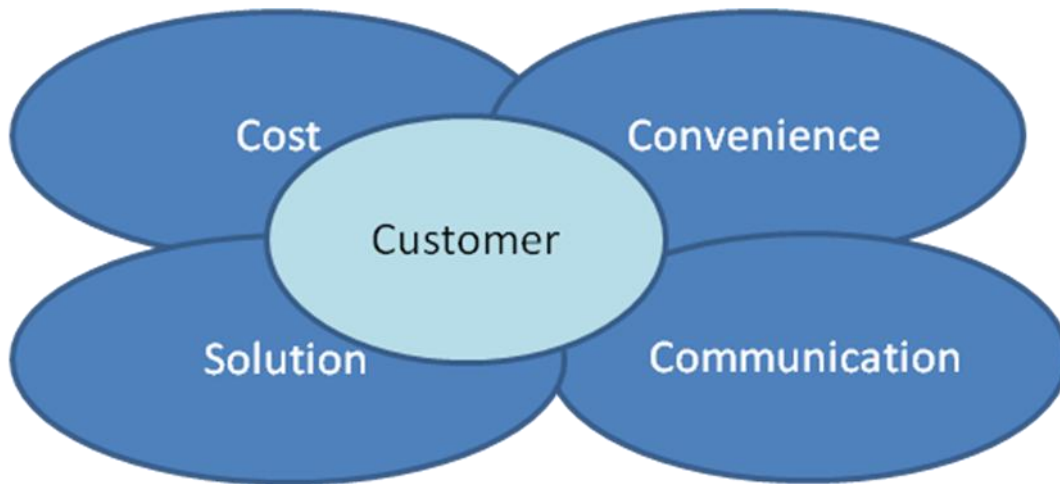 Cost
Convenience
Customer
Solution
Communication